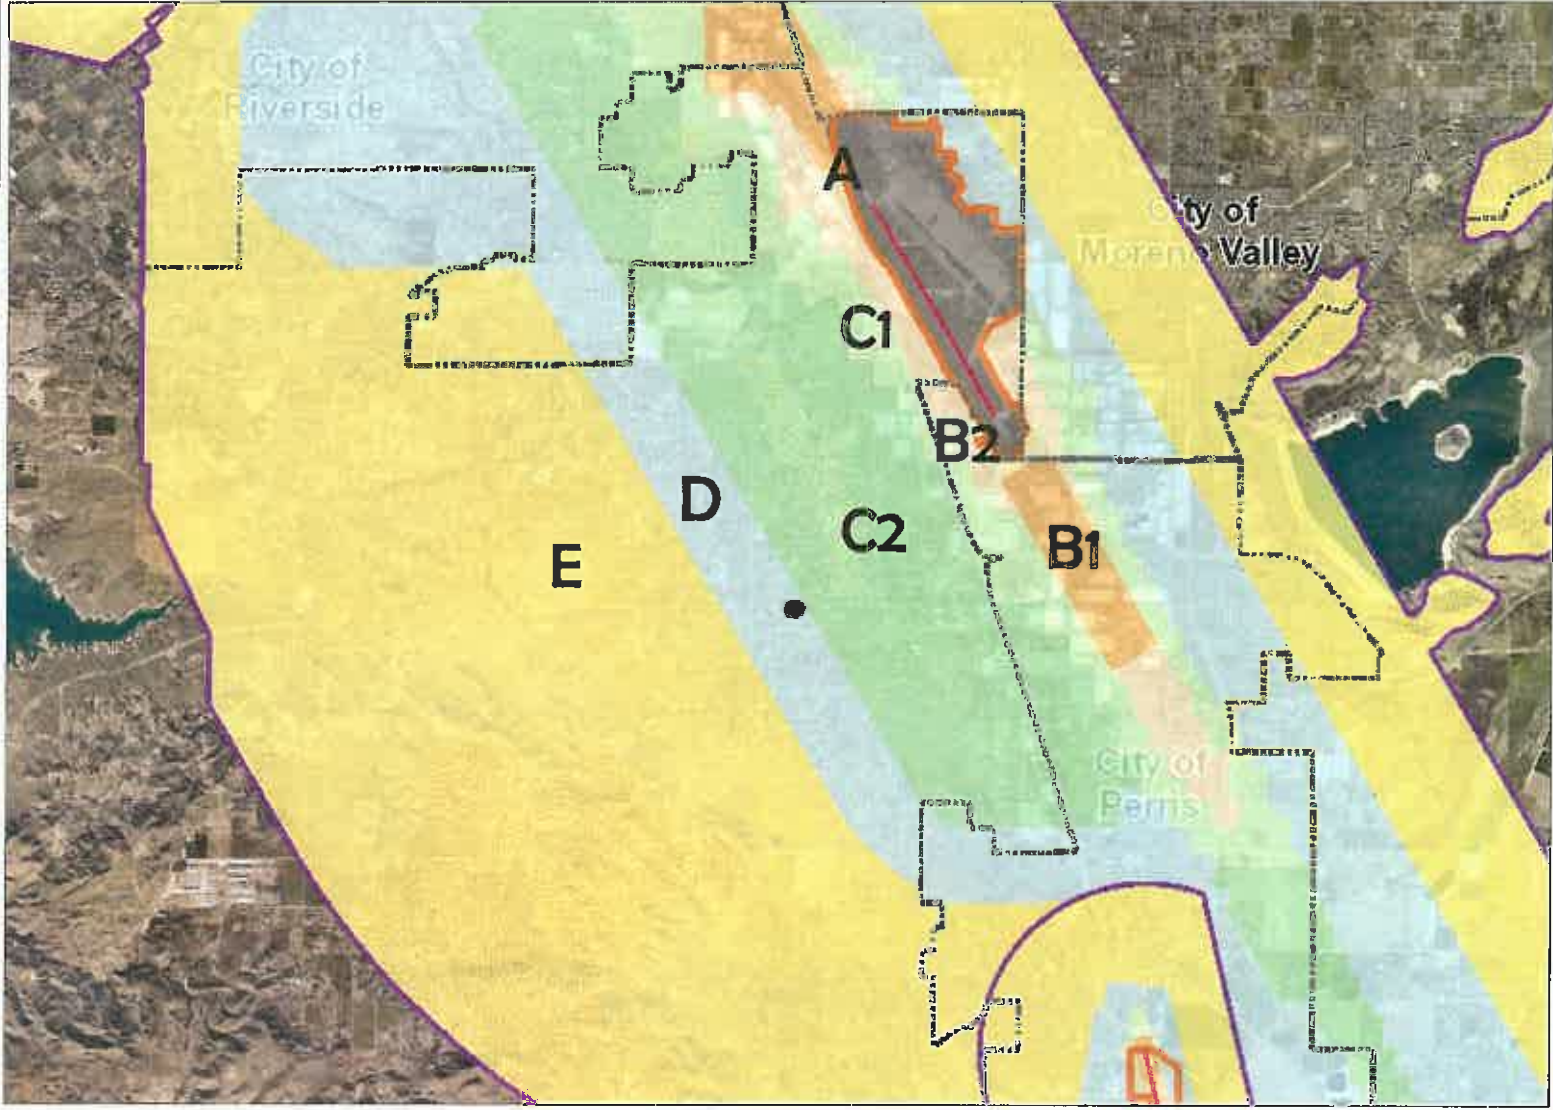 City of
Riverside
A
City of
Moreno Valley
C1
B2
D
C2
B1
E
City of
Perris